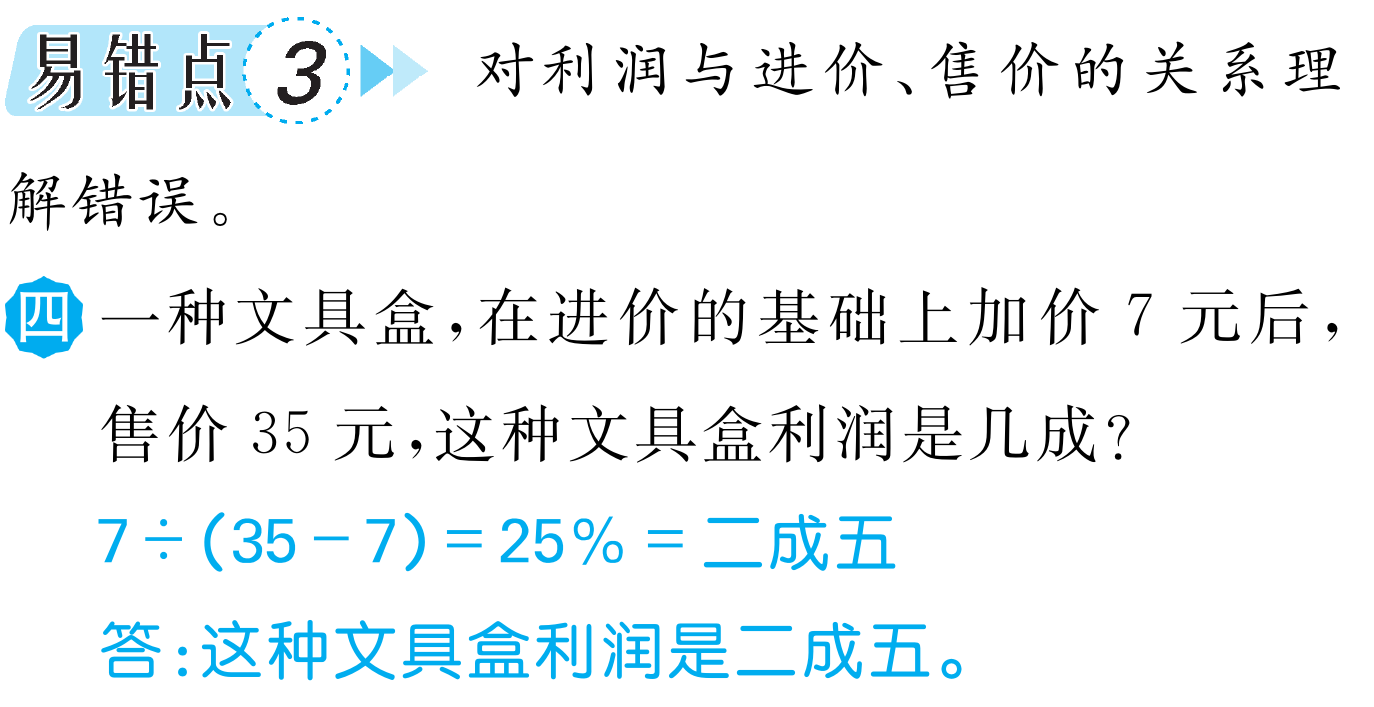 易错点3 对利润与进价、售价的关系理
解错误。
四 一种文具盒,在进价的基础上加价 7 元后,
售价 35 元,这种文具盒利润是几成?
7÷(35-7)=25%=二成五
答:这种文具盒利润是二成五。